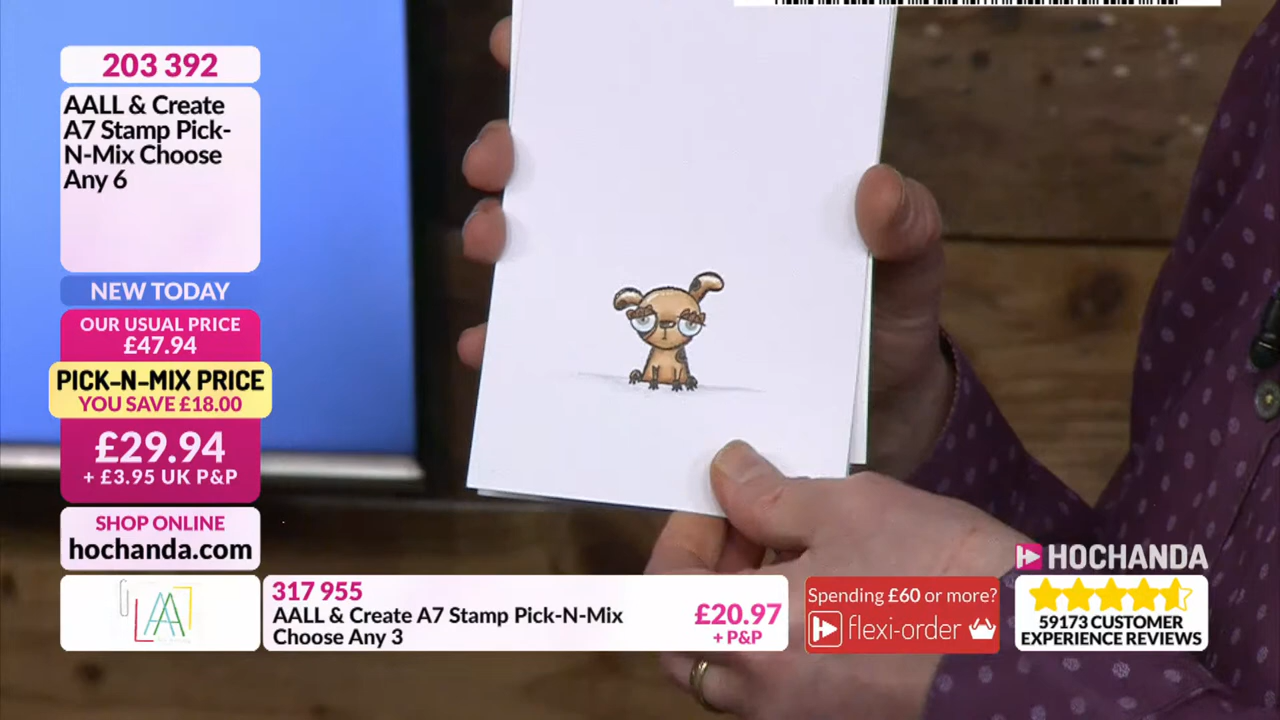 203 392
AALL & Create
A7 Stamp Pick-
N-Mix Choose
Any 6
NEW TODAY
OUR USUAL PRICE
£47.94
PICK-N-MIX PRICE
YOU SAVE £18.00
£29.94
+ £3.95 UK P&P
SHOP ONLINE
hochanda.com
317 955
AALL & Create A7 Stamp Pick-N-Mix
Choose Any 3
£20.97
+ P&P
Spending £60 or more?
flexi-order
HOCHANDA
59173 CUSTOMER
EXPERIENCE REVIEWS